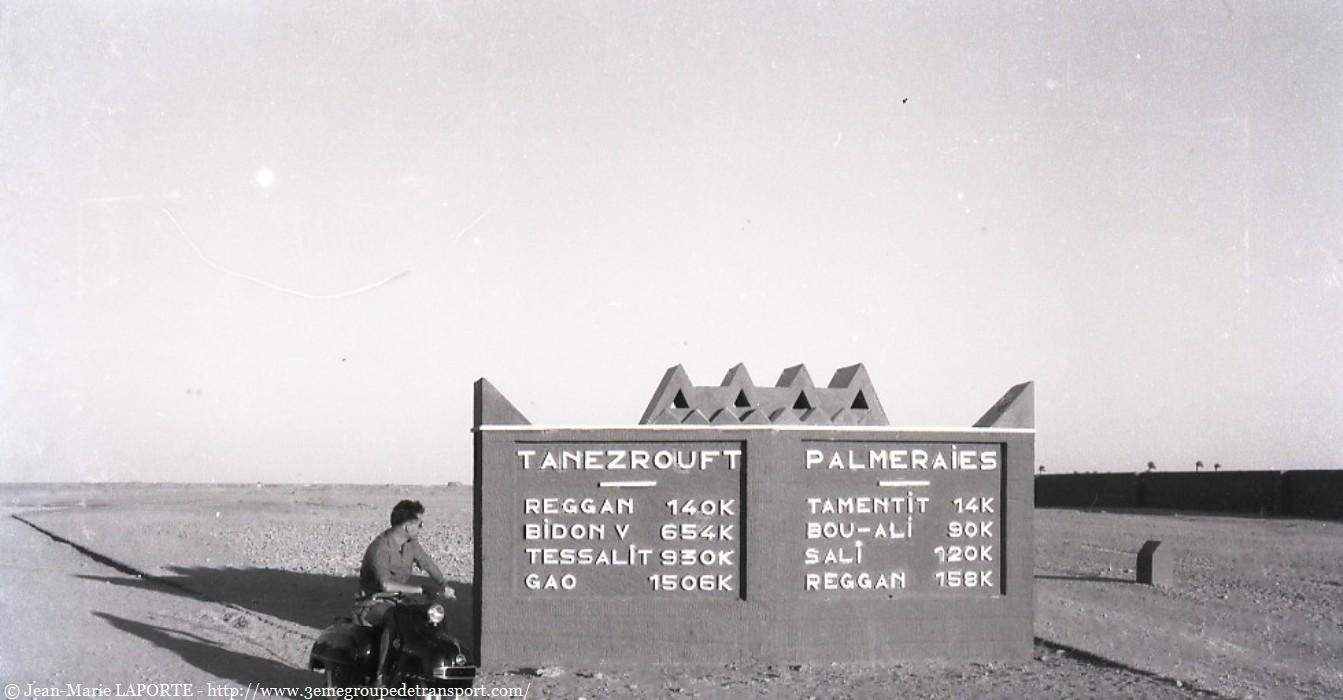 TANEZROUFT
REGGAN 140K
BiDON V 654K
TESSALiT 930K
GAO 1506K
PALMERAiES
TAMENTiT 14K
BOU-ALi 90K
SALi 120K
REGGAN 158K
© Jean-Marie LAPORTE - http://www.3emegroupedetransport.com/